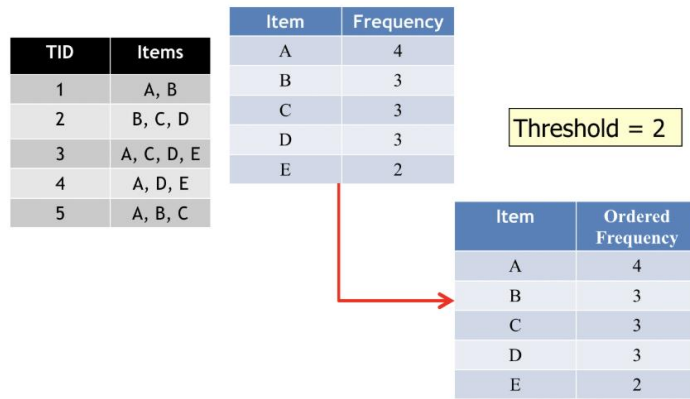 TID Items
1 A, B
2 B, C, D
3 A, C, D, E
4 A, D, E
5 A, B, C
Item Frequency
A 4
B 3
C 3
D 3
E 2
Threshold = 2
Item Ordered
Frequency
A 4
B 3
C 3
D 3
E 2